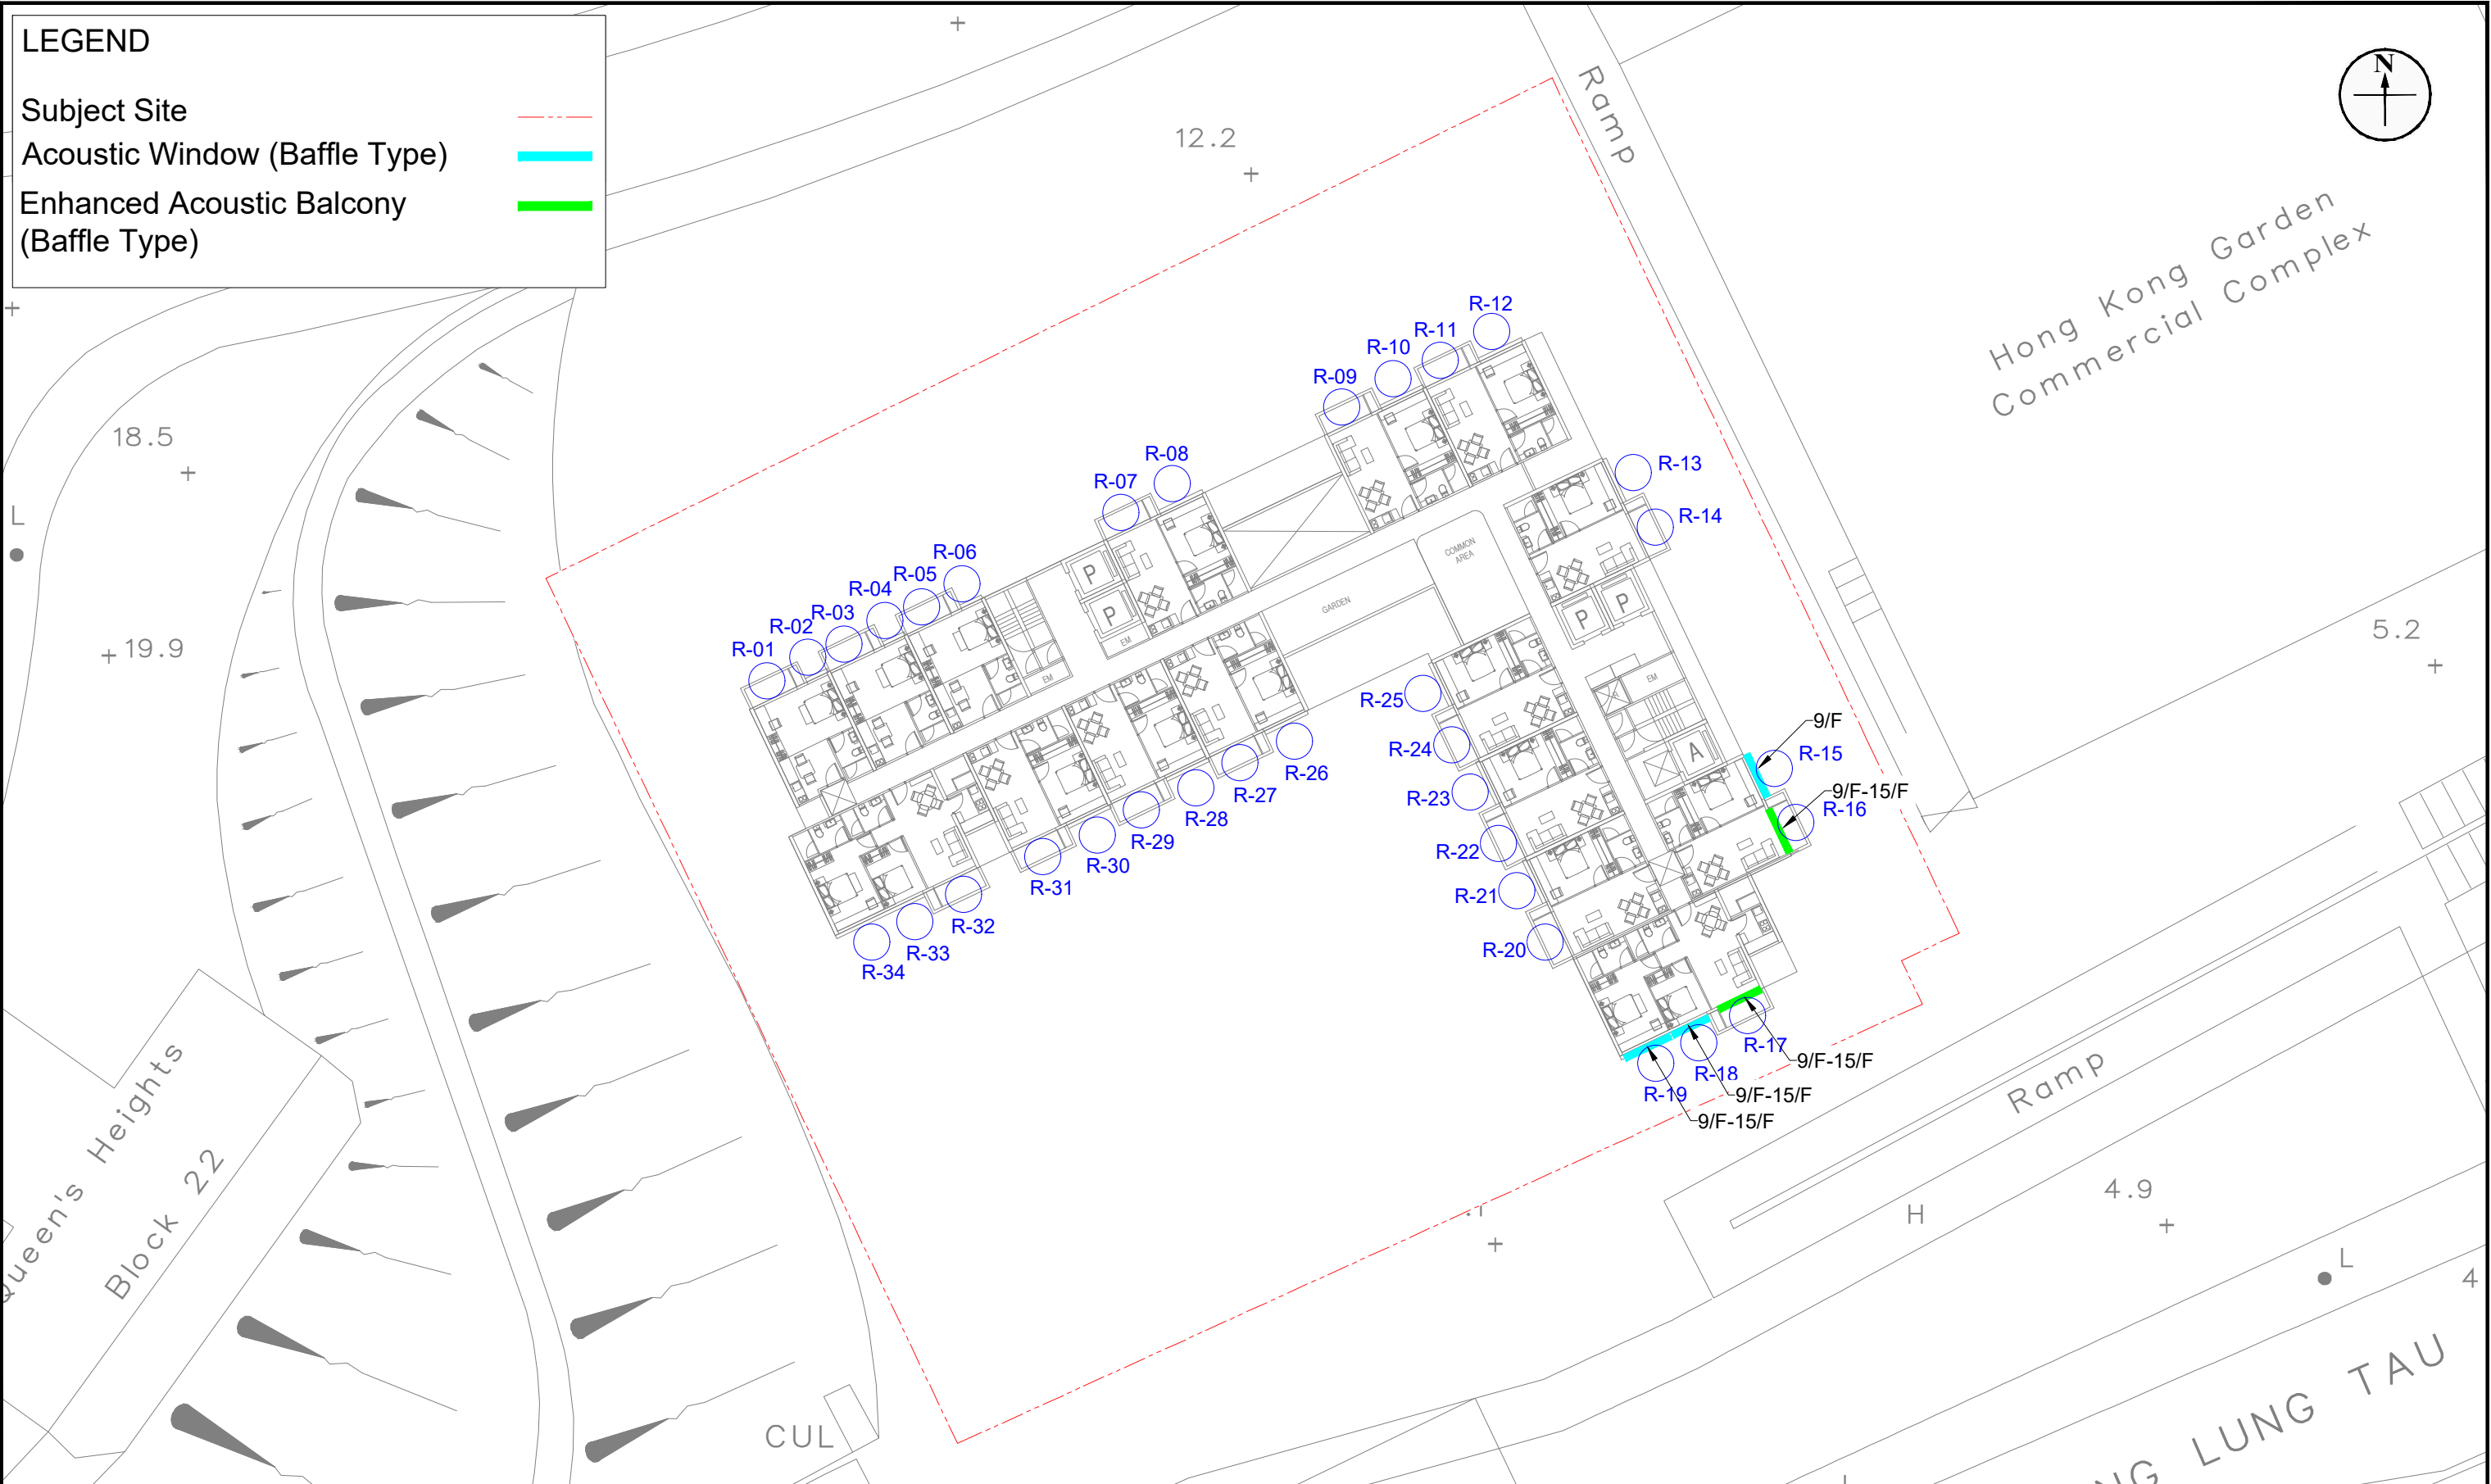 LEGEND
Subject Site
Acoustic Window (Baffle Type)
Enhanced Acoustic Balcony
(Baffle Type)
N
Ramp
12.2
Hong Kong Garden
Commercial Complex
18.5
L
19.9
5.2
R-12
R-11
R-10
R-09
R-08
R-07
R-06
R-05
R-04
R-03
R-02
R-01
R-13
R-14
COMMON
AREA
GARDEN
P
P
EM
EM
P
P
EM
A
R-25
R-24
R-23
R-22
R-21
R-20
9/F
R-15
9/F-15/F
R-16
R-26
R-27
R-28
R-29
R-30
R-31
R-32
R-33
R-34
R-17
9/F-15/F
R-18
9/F-15/F
R-19
9/F-15/F
Queen's Heights
Block 22
Ramp
H
4.9
L
4
CUL
NG LUNG TAU